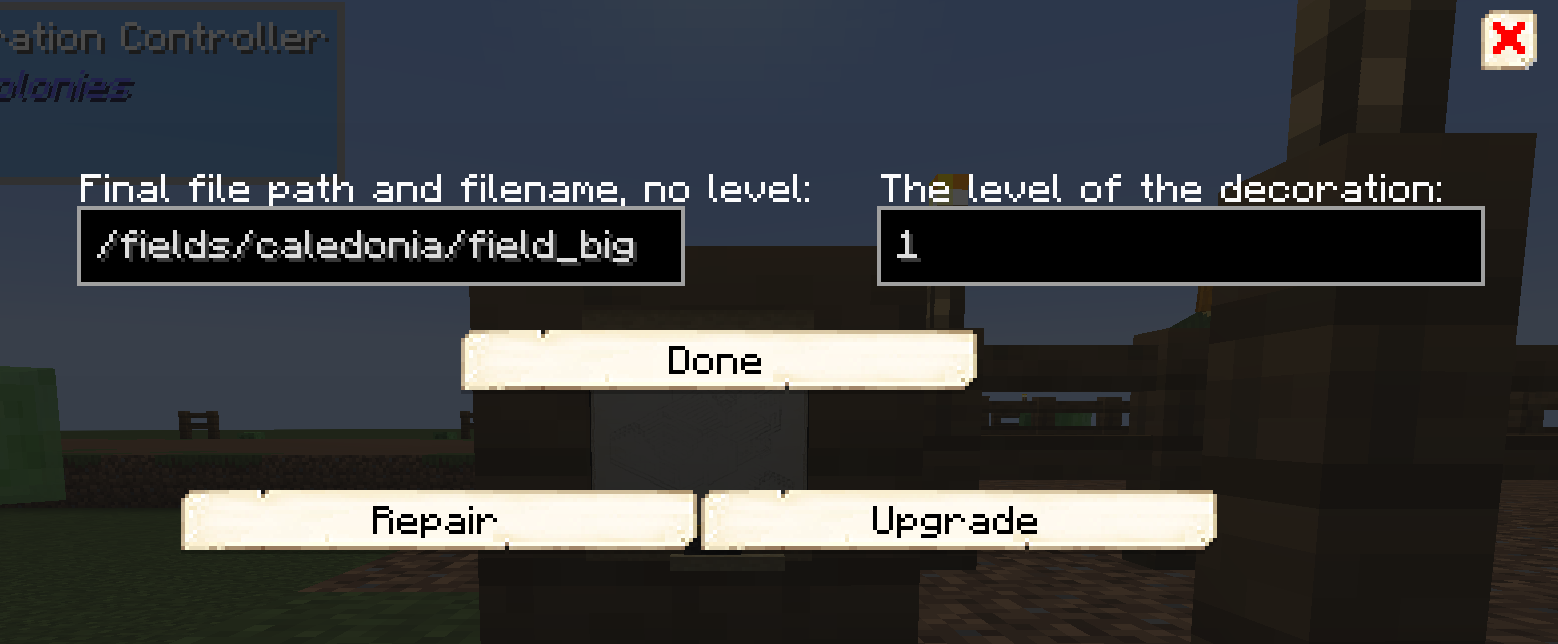 ration Controller
olonies
Final file path and filename, no level:
The level of the decoration:
/fields/caledonia/field_big
1
Done
Repair
Upgrade